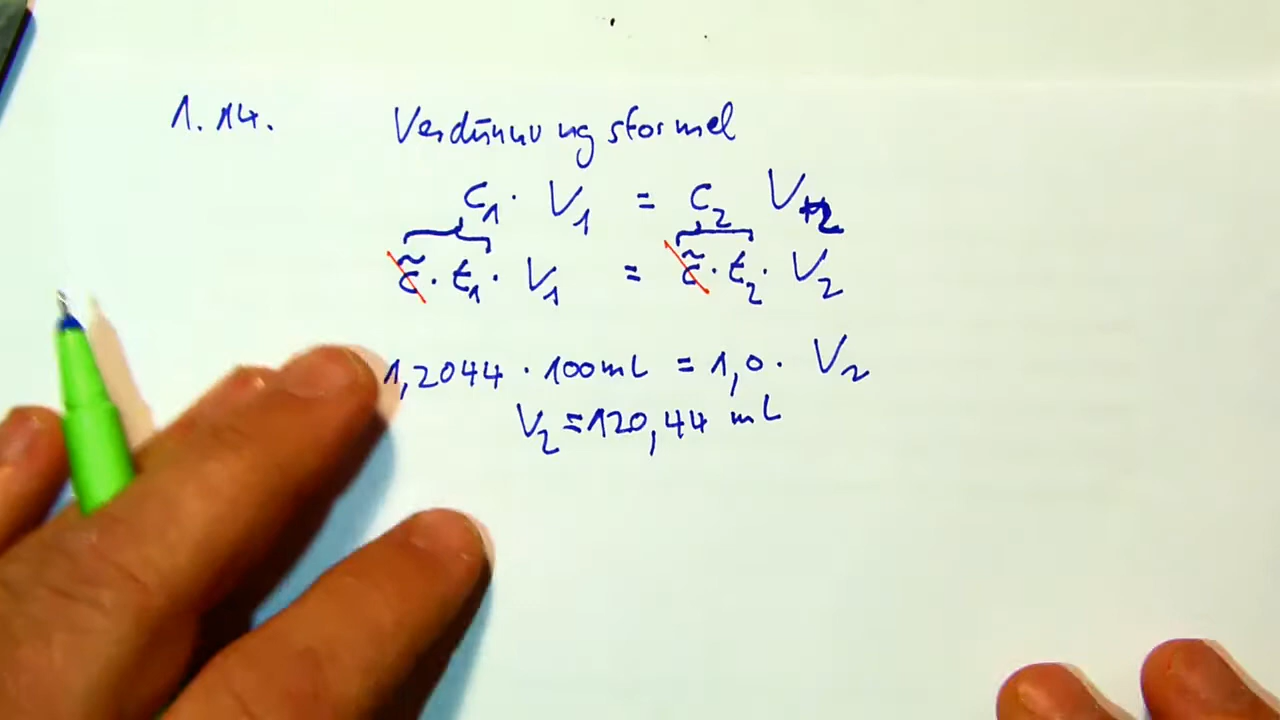 1.14. Verdünnungsformel
c₁ · V₁ = c₂ V₂
c̃ · t₁ · V₁ = c̃ · t₂ · V₂
1,2044 · 100 mL = 1,0 · V₂
V₂ = 120,44 mL